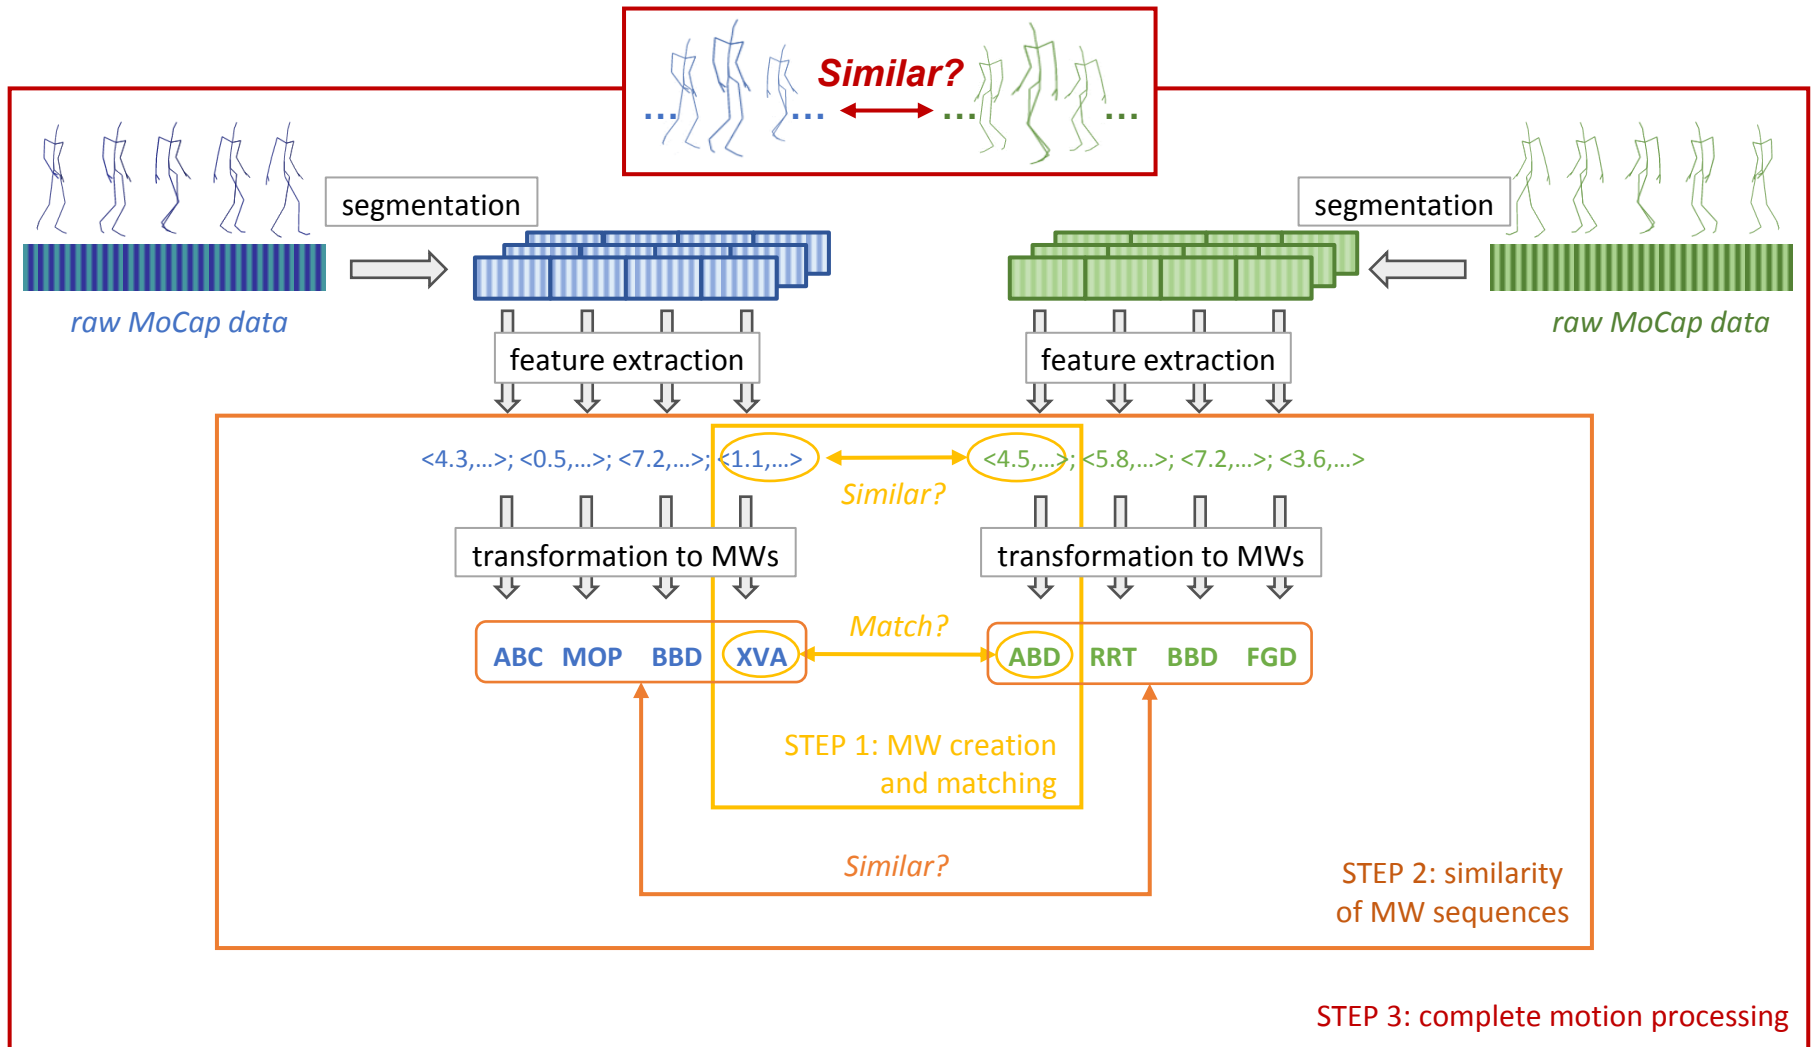 Similar?
... ... ... ...
segmentation
segmentation
raw MoCap data
raw MoCap data
feature extraction
feature extraction
<4.3,...>; <0.5,...>; <7.2,...>; <1.1,...>
<4.5,...>; <5.8,...>; <7.2,...>; <3.6,...>
Similar?
transformation to MWs
transformation to MWs
Match?
ABC MOP BBD XVA
ABD RRT BBD FGD
STEP 1: MW creation
and matching
Similar?
STEP 2: similarity
of MW sequences
STEP 3: complete motion processing